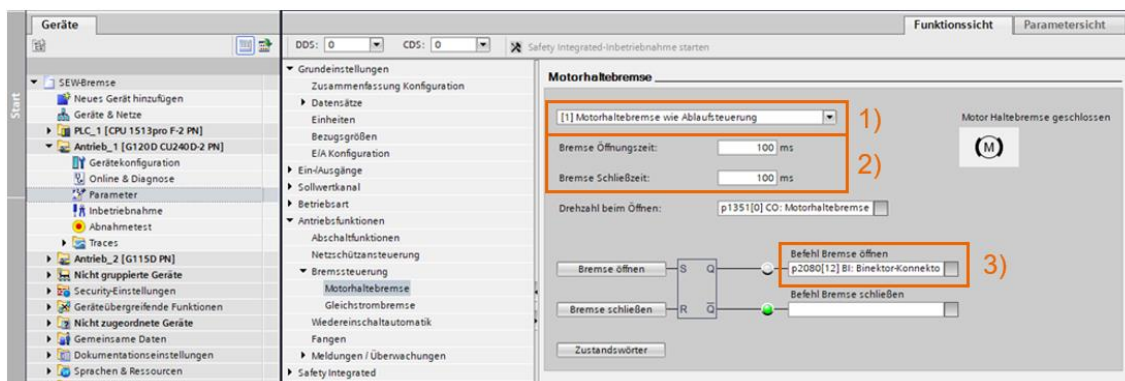 Geräte
Funktionssicht
Parametersicht
DDS: 0
CDS: 0
Safety Integrated-Inbetriebnahme starten
Start
SEW-Bremse
Neues Gerät hinzufügen
Geräte & Netze
PLC_1 [CPU 1513pro F-2 PN]
Antrieb_1 [G120D CU240D-2 PN]
Gerätekonfiguration
Online & Diagnose
Parameter
Inbetriebnahme
Abnahmetest
Traces
Antrieb_2 [G115D PN]
Nicht gruppierte Geräte
Security-Einstellungen
Geräteübergreifende Funktionen
Nicht zugeordnete Geräte
Gemeinsame Daten
Dokumentationseinstellungen
Sprachen & Ressourcen
Grundeinstellungen
Zusammenfassung Konfiguration
Datensätze
Einheiten
Bezugsgrößen
E/A Konfiguration
Ein-/Ausgänge
Sollwertkanal
Betriebsart
Antriebsfunktionen
Abschaltfunktionen
Netzschützansteuerung
Bremssteuerung
Motorhaltebremse
Gleichstrombremse
Wiedereinschaltautomatik
Fangen
Meldungen / Überwachungen
Safety Integrated
Motorhaltebremse
[1] Motorhaltebremse wie Ablaufsteuerung
1)
Motor Haltebremse geschlossen
(M)
Bremse Öffnungszeit: 100 ms
2)
Bremse Schließzeit: 100 ms
Drehzahl beim Öffnen: p1351[0] CO: Motorhaltebremse
Befehl Bremse öffnen
Bremse öffnen S Q p2080[12] BI: Binektor-Konnekto
3)
Befehl Bremse schließen
Bremse schließen R Q̅
Zustandswörter